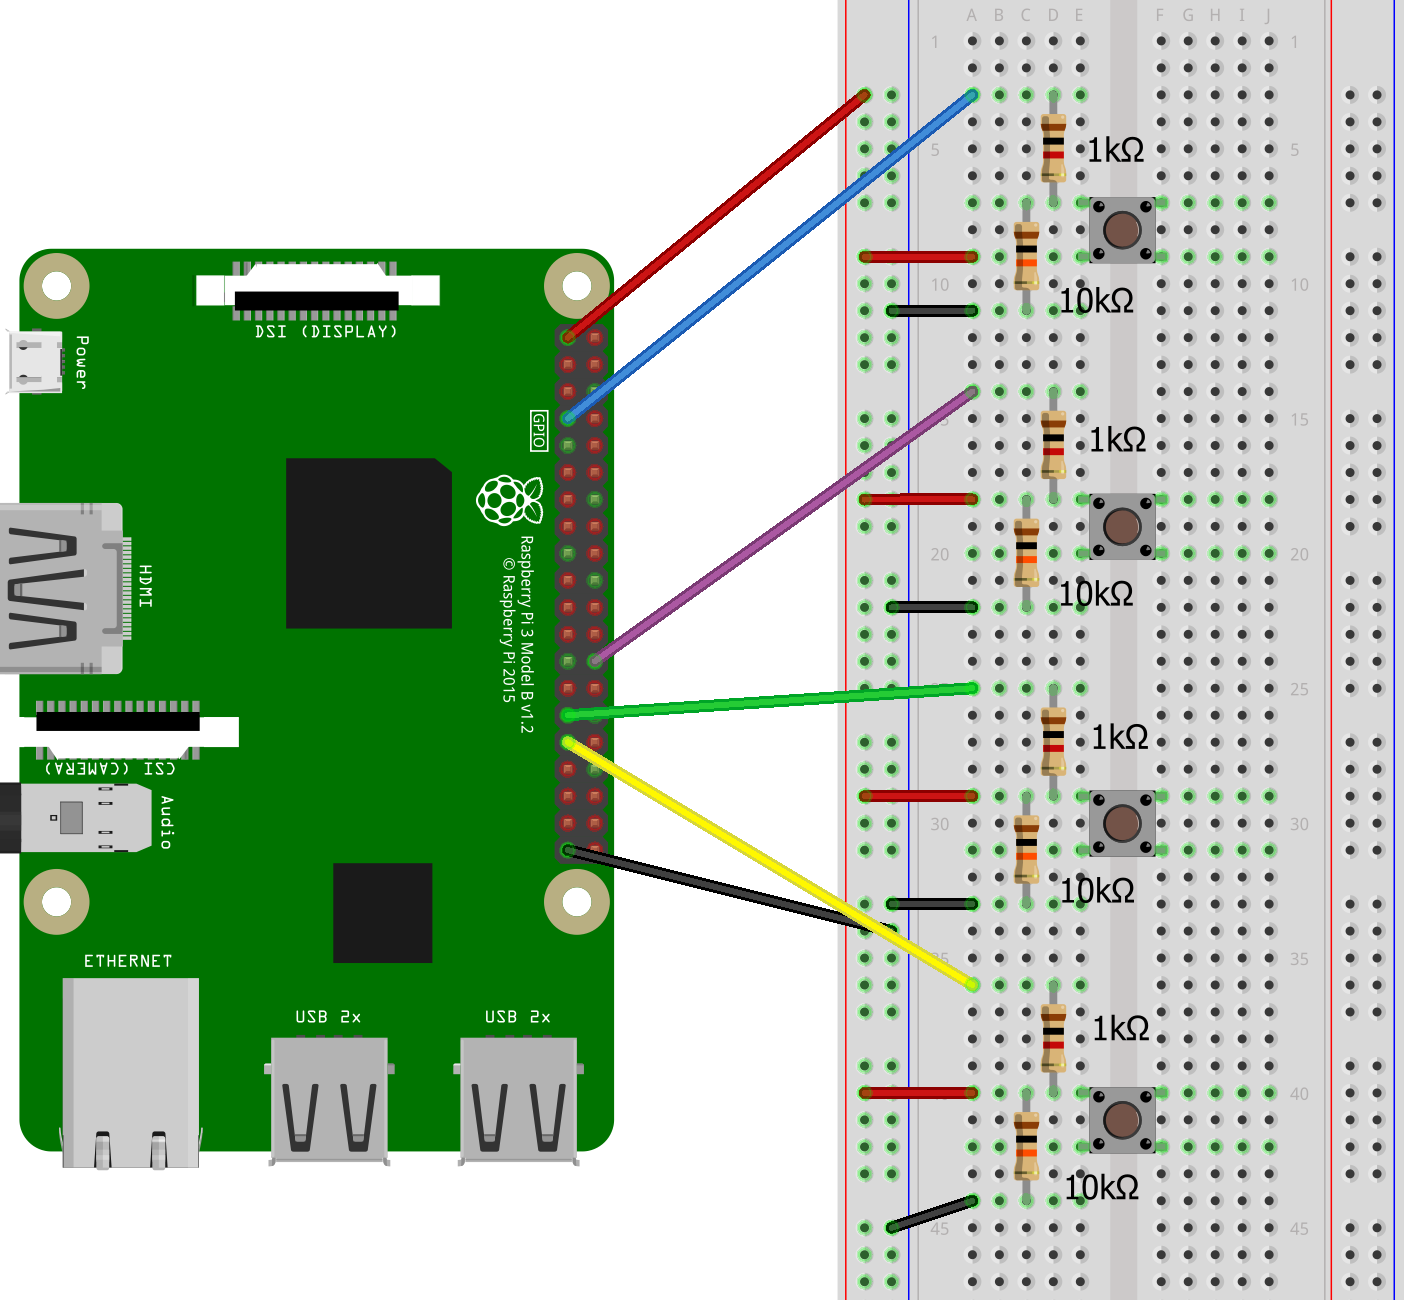 A B C D E F G H I J
1 1
5 5
1kΩ
10 10
10kΩ
DSI (DISPLAY)
Power
GPIO
15
1kΩ
20 20
HDMI
10kΩ
Raspberry Pi 3 Model B v1.2
© Raspberry Pi 2015
25
1kΩ
CSI (CAMERA)
Audio
30 30
10kΩ
ETHERNET
35 35
USB 2x USB 2x
1kΩ
40
10kΩ
45 45